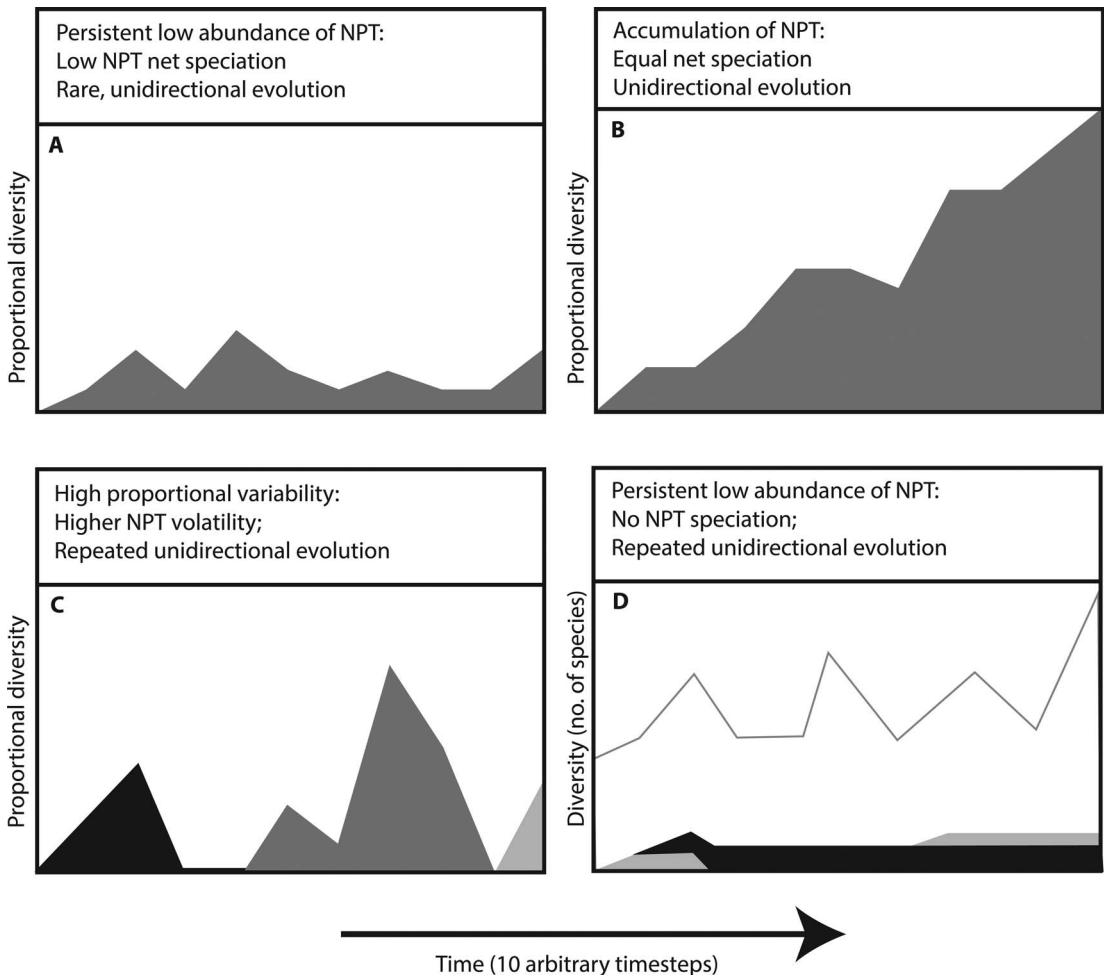 Persistent low abundance of NPT:
Low NPT net speciation
Rare, unidirectional evolution
A
Proportional diversity
Accumulation of NPT:
Equal net speciation
Unidirectional evolution
B
Proportional diversity
High proportional variability:
Higher NPT volatility;
Repeated unidirectional evolution
C
Proportional diversity
Persistent low abundance of NPT:
No NPT speciation;
Repeated unidirectional evolution
D
Diversity (no. of species)
Time (10 arbitrary timesteps)